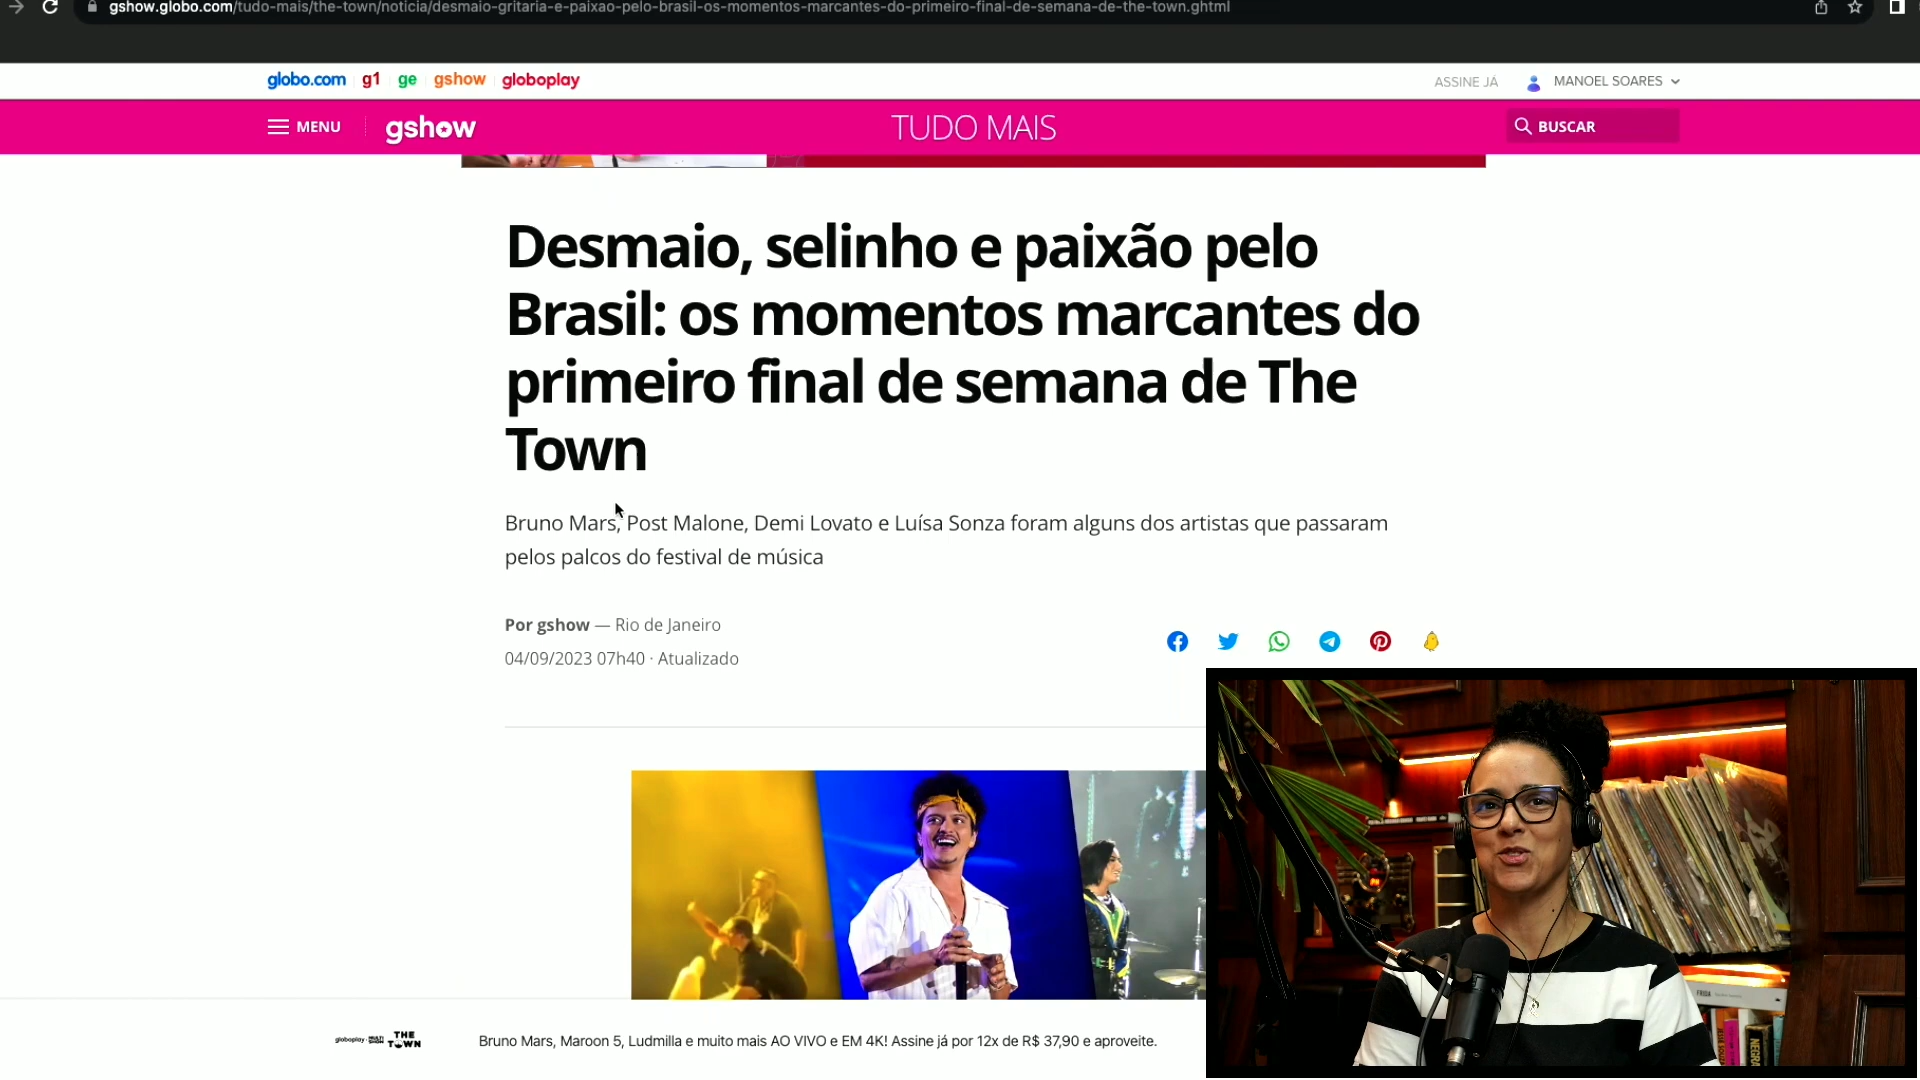 gshow.globo.com/tudo-mais/the-town/noticia/desmaio-gritaria-e-paixao-pelo-brasil-os-momentos-marcantes-do-primeiro-final-de-semana-de-the-town.ghtml
globo.com g1 ge gshow globoplay
ASSINE JÁ MANOEL SOARES
MENU gshow TUDO MAIS BUSCAR
Desmaio, selinho e paixão pelo
Brasil: os momentos marcantes do
primeiro final de semana de The
Town
Bruno Mars, Post Malone, Demi Lovato e Luísa Sonza foram alguns dos artistas que passaram
pelos palcos do festival de música
Por gshow — Rio de Janeiro
04/09/2023 07h40 · Atualizado
globoplay THE
TOWN
Bruno Mars, Maroon 5, Ludmilla e muito mais AO VIVO e EM 4K! Assine já por 12x de R$ 37,90 e aproveite.